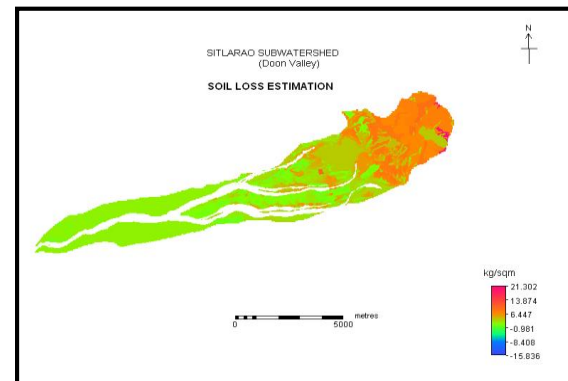 SITLARAO SUBWATERSHED
(Doon Valley)
SOIL LOSS ESTIMATION
N
kg/sqm
21.302
13.874
6.447
-0.981
-8.408
-15.836
metres
0 5000